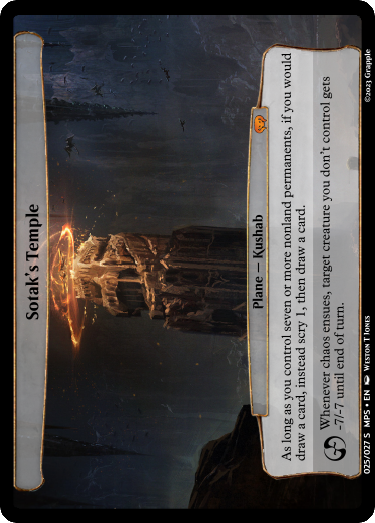 Sotak's Temple
Plane — Kushab
As long as you control seven or more nonland permanents, if you would
draw a card, instead scry 1, then draw a card.
Whenever chaos ensues, target creature you don't control gets
-7/-7 until end of turn.
025/027 S MPS • EN Weston T Jones
©2023 Grapple